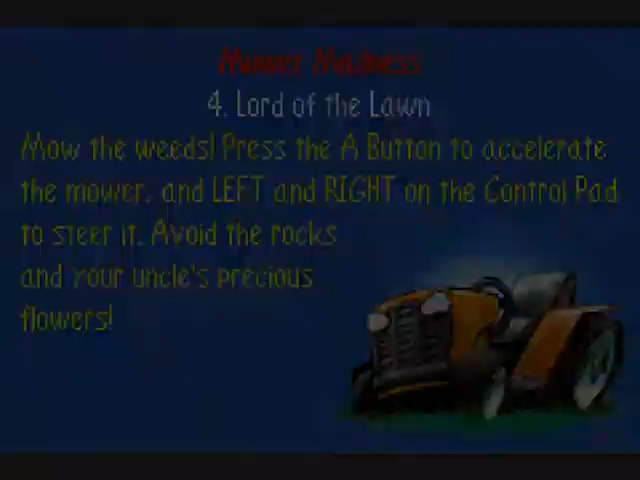 Mower Madness
4. Lord of the Lawn
Mow the weeds! Press the A Button to accelerate
the mower, and LEFT and RIGHT on the Control Pad
to steer it. Avoid the rocks
and your uncle's precious
flowers!